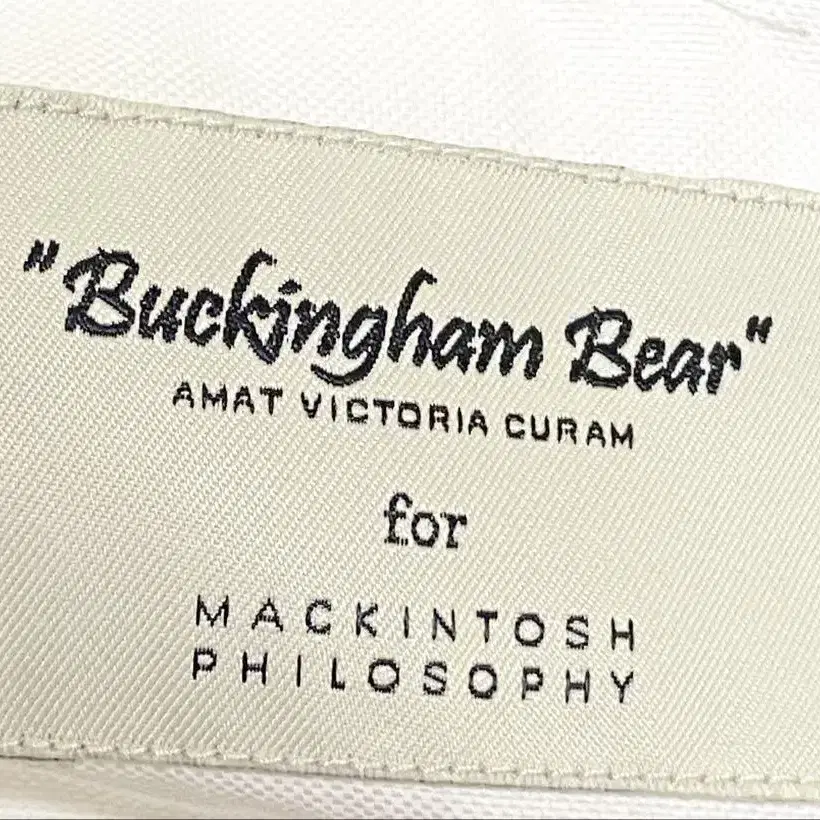 "Buckingham Bear"
AMAT VICTORIA CURAM
for
MACKINTOSH
PHILOSOPHY